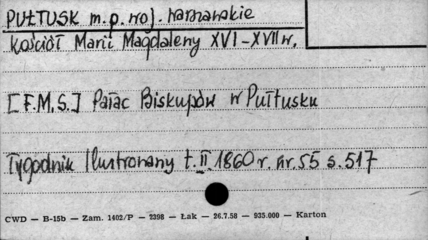 PUŁTUSK m.p. woj. warszawskie
Kościół Marii Magdaleny XVI-XVII w.
[F.M.S.] Pałac Biskupów w Pułtusku
Tygodnik Ilustrowany t. II 1860 r. nr. 55 s. 517
CWD — B-15b — Zam. 1402/P — 2398 — Łak — 26.7.58 — 935.000 — Karton